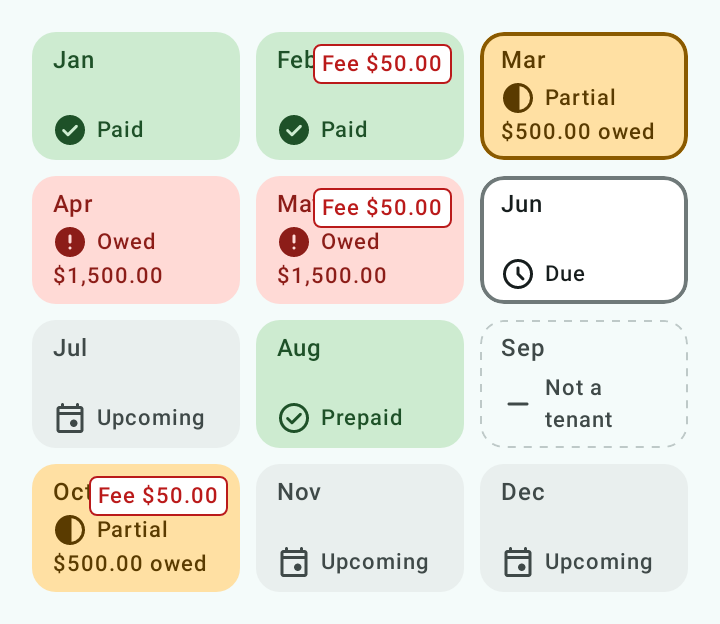 Jan
Paid
Feb
Fee $50.00
Paid
Mar
Partial
$500.00 owed
Apr
Owed
$1,500.00
Fee $50.00
Owed
$1,500.00
Jun
Due
Jul
Upcoming
Aug
Prepaid
Sep
Not a
tenant
Oct
Fee $50.00
Partial
$500.00 owed
Nov
Upcoming
Dec
Upcoming